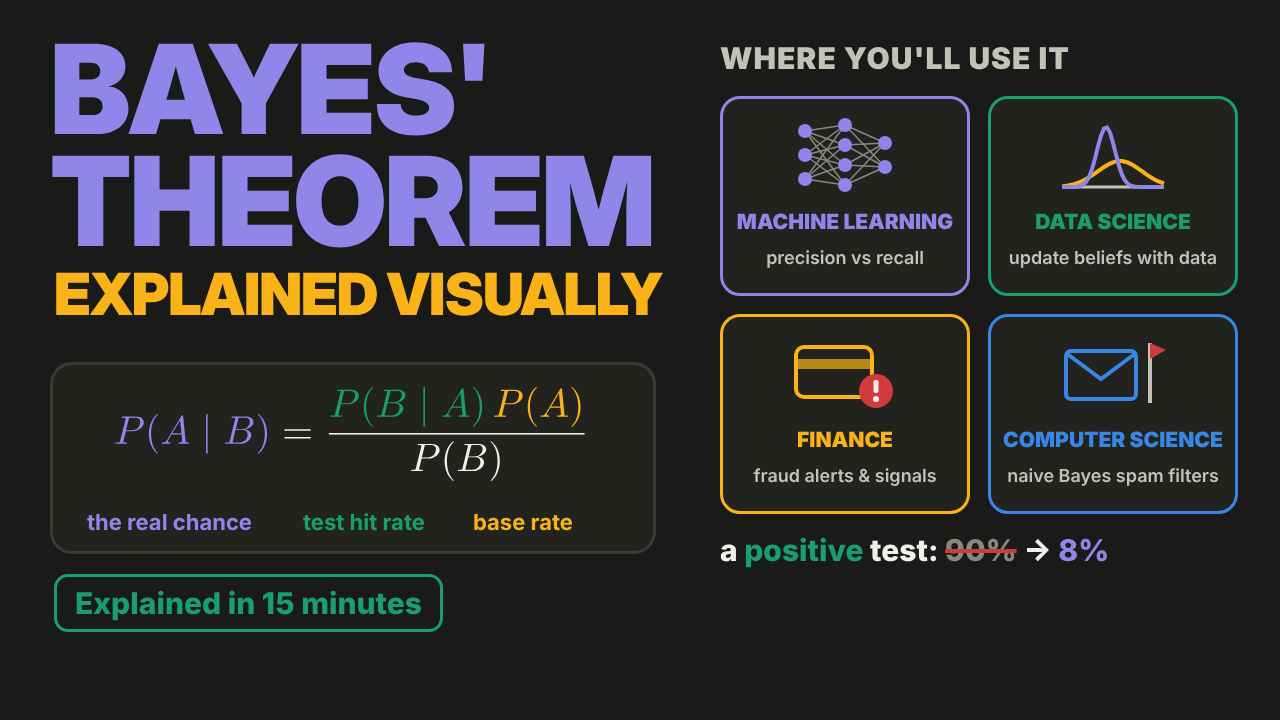 BAYES'
THEOREM
EXPLAINED VISUALLY
P(A | B) = P(B | A) P(A) / P(B)
the real chance test hit rate base rate
Explained in 15 minutes
WHERE YOU'LL USE IT
MACHINE LEARNING
precision vs recall
DATA SCIENCE
update beliefs with data
FINANCE
fraud alerts & signals
COMPUTER SCIENCE
naive Bayes spam filters
a positive test: 90% → 8%